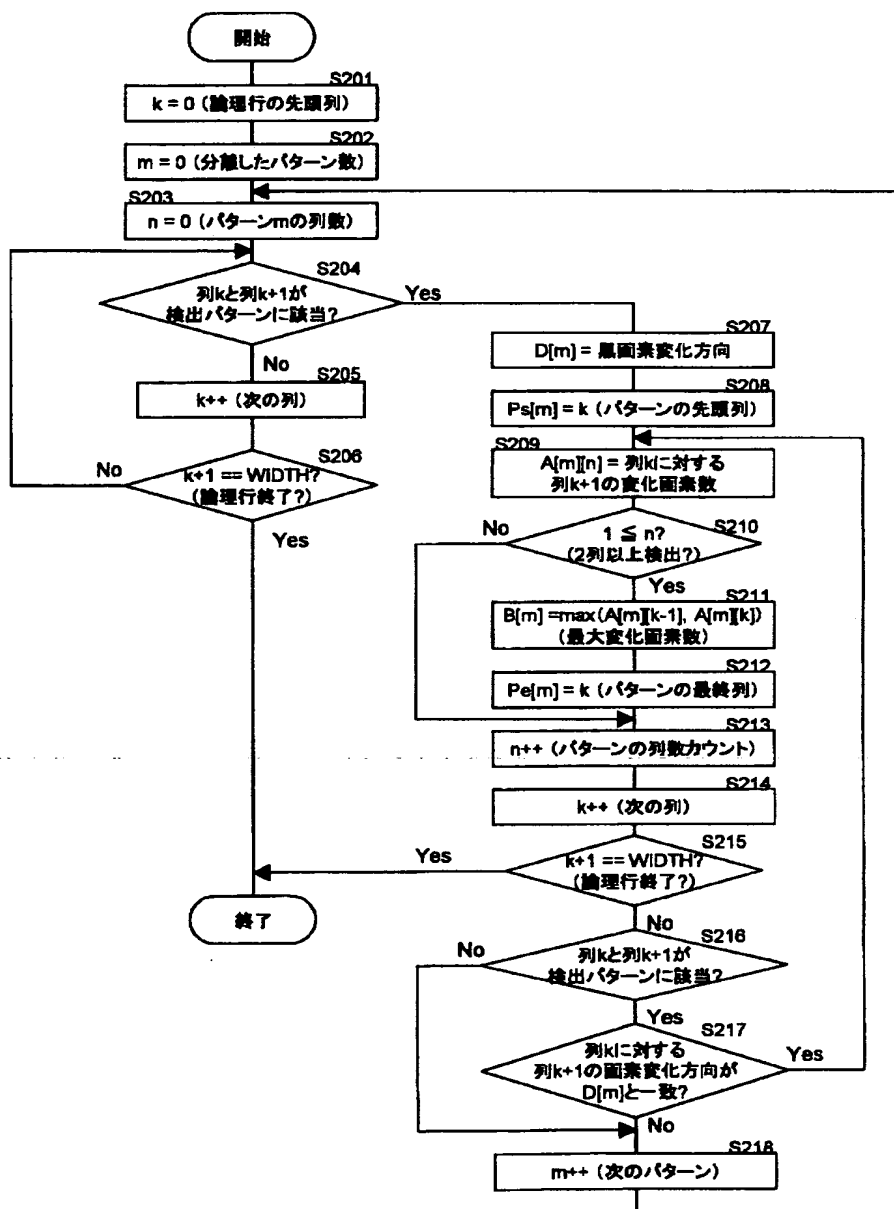 開始
S201
k = 0 (論理行の先頭列)
S202
m = 0 (分離したパターン数)
S203
n = 0 (パターンmの列数)
S204
列kと列k+1が
検出パターンに該当?
Yes
No
S205
k++ (次の列)
S206
k+1 == WIDTH?
(論理行終了?)
No
Yes
S207
D[m] = 黒画素変化方向
S208
Ps[m] = k (パターンの先頭列)
S209
A[m][n] = 列kに対する
列k+1の変化画素数
S210
1 ≦ n?
(2列以上検出?)
No
Yes
S211
B[m] =max(A[m][k-1], A[m][k])
(最大変化画素数)
S212
Pe[m] = k (パターンの最終列)
S213
n++ (パターンの列数カウント)
S214
k++ (次の列)
S215
k+1 == WIDTH?
(論理行終了?)
Yes
No
終了
S216
列kと列k+1が
検出パターンに該当?
No
Yes
S217
列kに対する
列k+1の画素変化方向が
D[m]と一致?
Yes
No
S218
m++ (次のパターン)